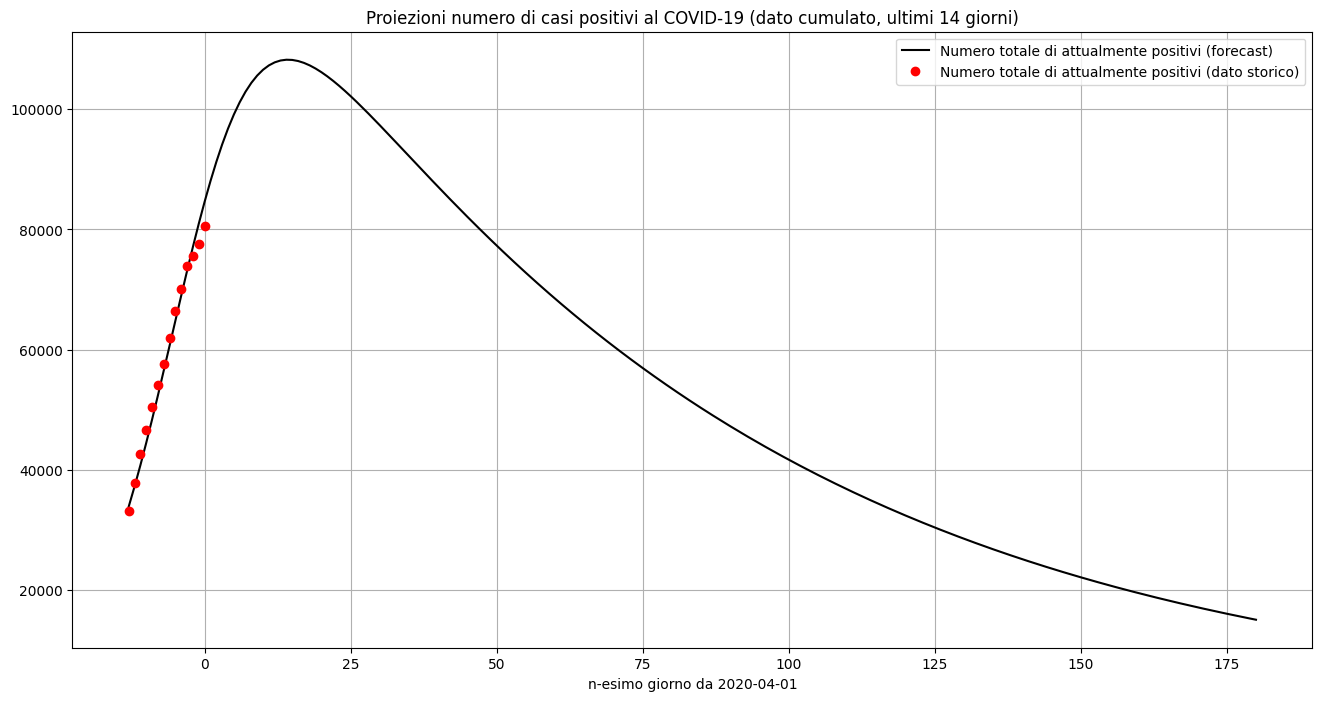 Proiezioni numero di casi positivi al COVID-19 (dato cumulato, ultimi 14 giorni)
Numero totale di attualmente positivi (forecast)
Numero totale di attualmente positivi (dato storico)
100000
80000
60000
40000
20000
0 25 50 75 100 125 150 175
n-esimo giorno da 2020-04-01